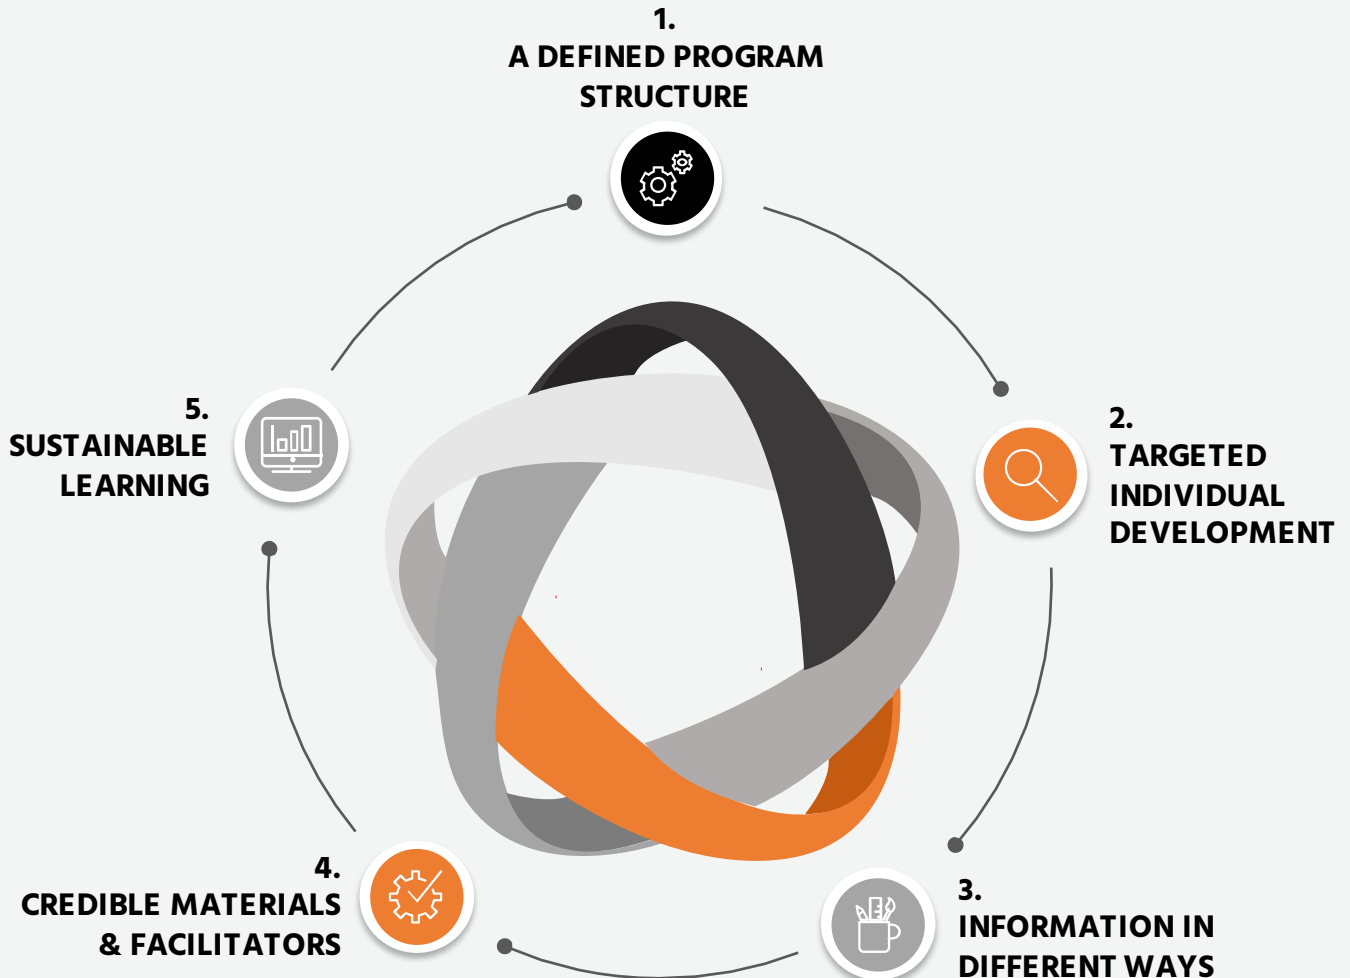 1.
A DEFINED PROGRAM
STRUCTURE
2.
TARGETED
INDIVIDUAL
DEVELOPMENT
3.
INFORMATION IN
DIFFERENT WAYS
4.
CREDIBLE MATERIALS
& FACILITATORS
5.
SUSTAINABLE
LEARNING